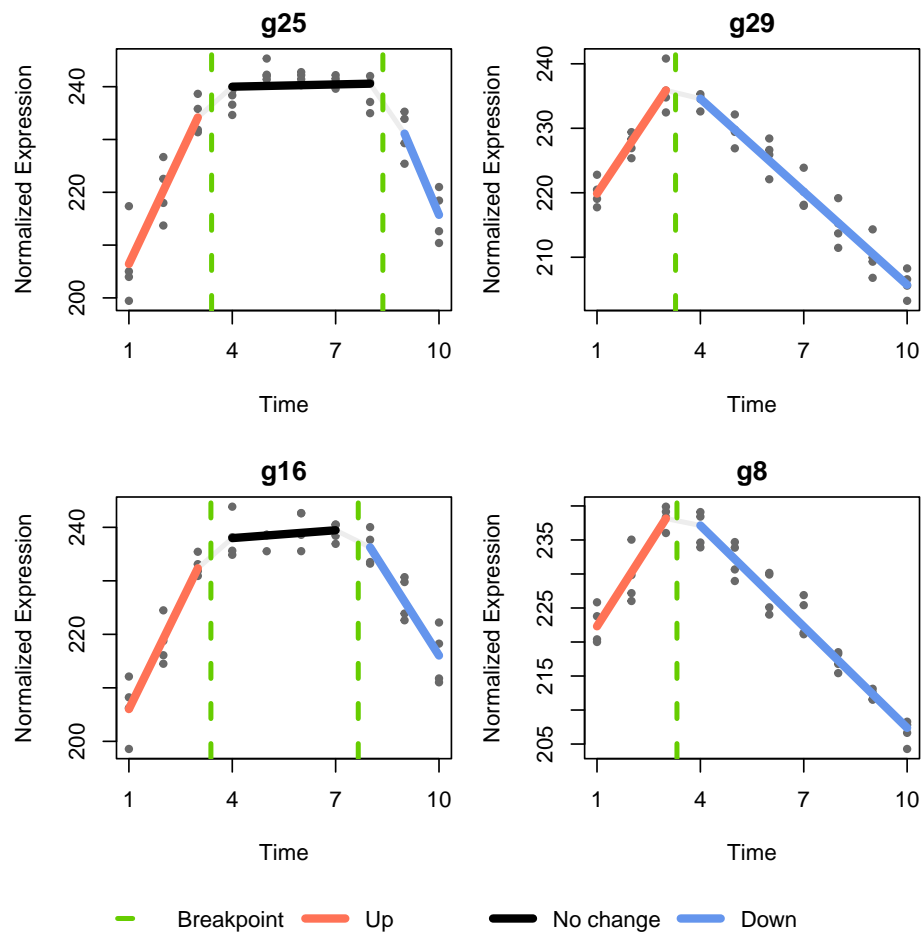 g25
g29
Normalized Expression
200
220
240
1
4
7
10
Time
Normalized Expression
210
220
230
240
1
4
7
10
Time
g16
g8
Normalized Expression
200
220
240
1
4
7
10
Time
Normalized Expression
205
215
225
235
1
4
7
10
Time
Breakpoint
Up
No change
Down